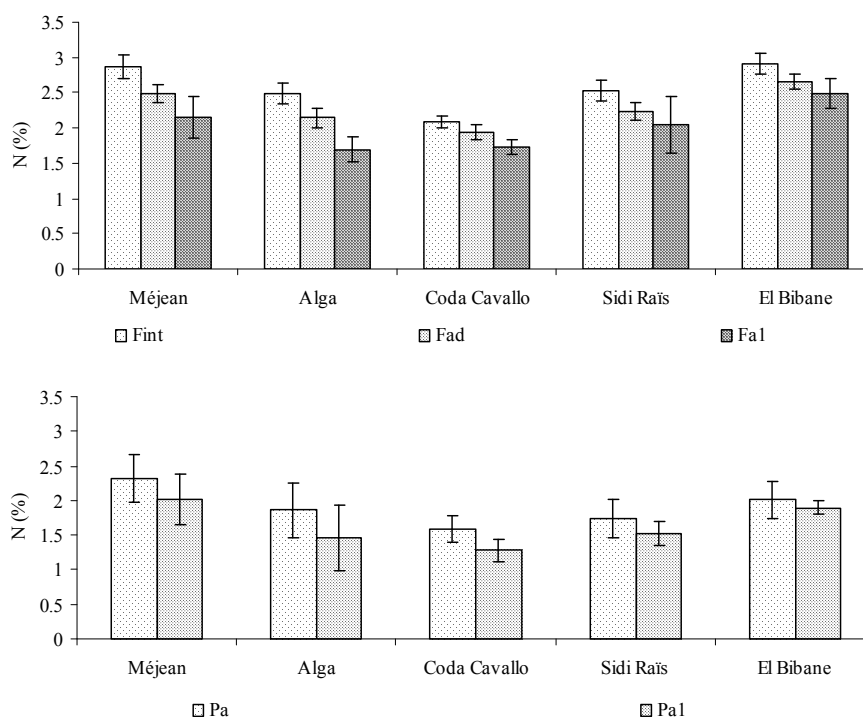 3.5
3
2.5
2
1.5
1
0.5
0
N (%)
Méjean Alga Coda Cavallo Sidi Raïs El Bibane
Fint Fad Fa1
3.5
3
2.5
2
1.5
1
0.5
0
N (%)
Méjean Alga Coda Cavallo Sidi Raïs El Bibane
Pa Pa1